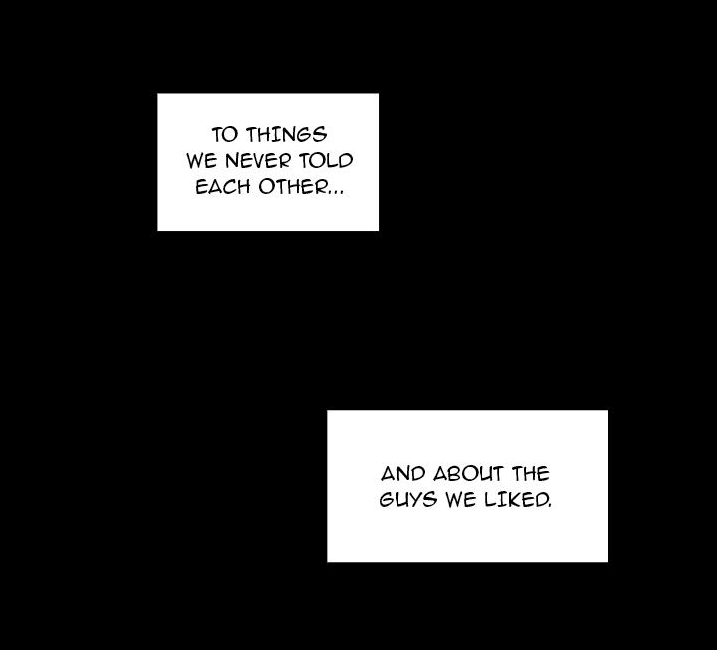 TO THINGS
WE NEVER TOLD
EACH OTHER...
AND ABOUT THE
GUYS WE LIKED.